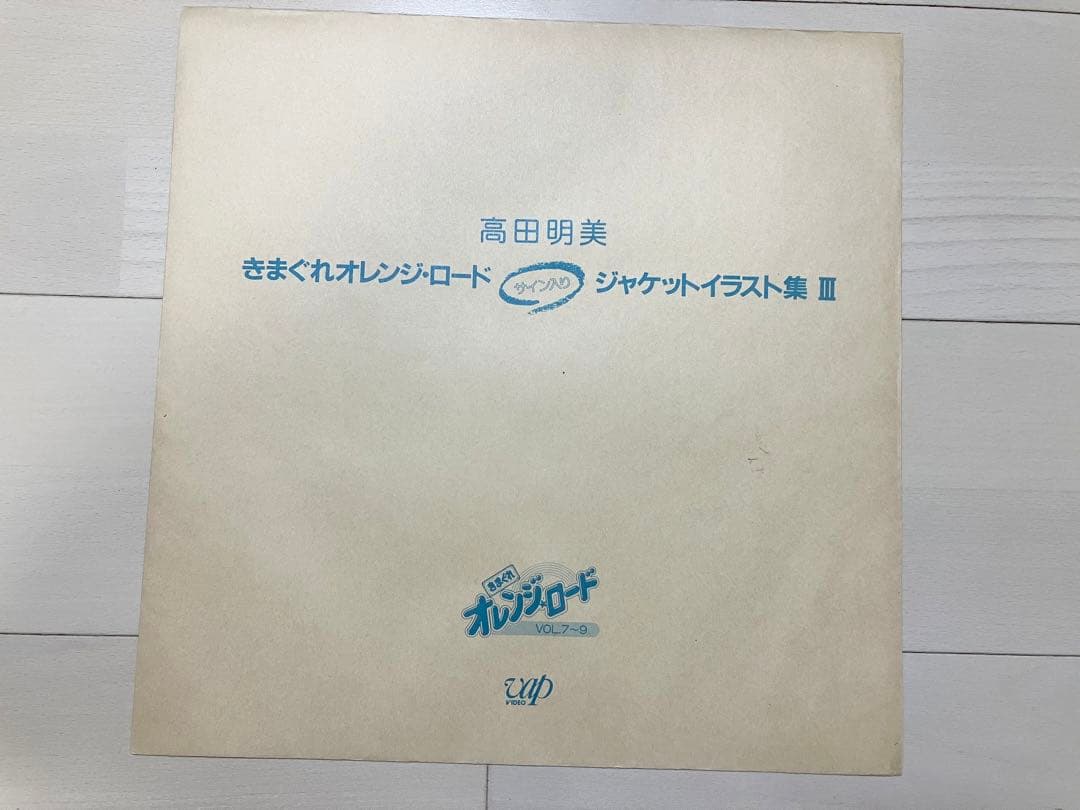 高田明美
きまぐれオレンジ・ロード サイン入り ジャケットイラスト集 Ⅲ
きまぐれ
オレンジ★ロード
VOL.7〜9
vap
VIDEO